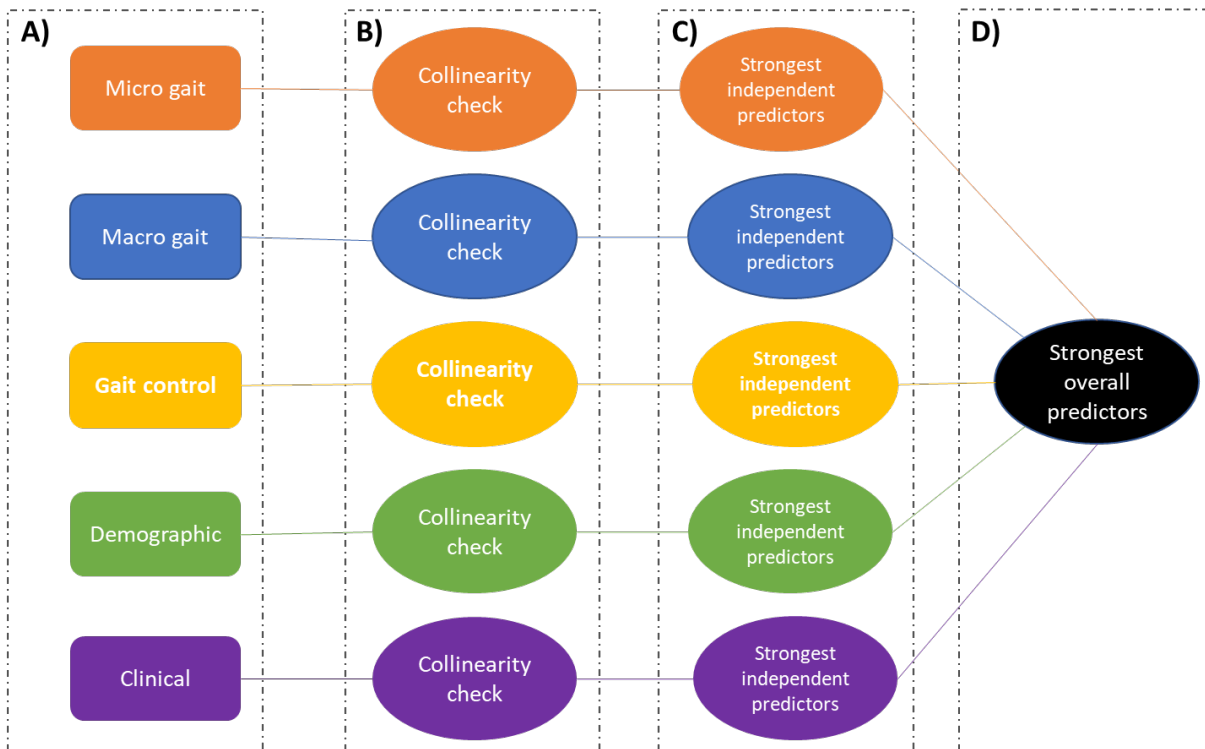 A)
B)
C)
D)
Micro gait
Collinearity
check
Strongest
independent
predictors
Macro gait
Collinearity
check
Strongest
independent
predictors
Gait control
Collinearity
check
Strongest
independent
predictors
Strongest
overall
predictors
Demographic
Collinearity
check
Strongest
independent
predictors
Clinical
Collinearity
check
Strongest
independent
predictors